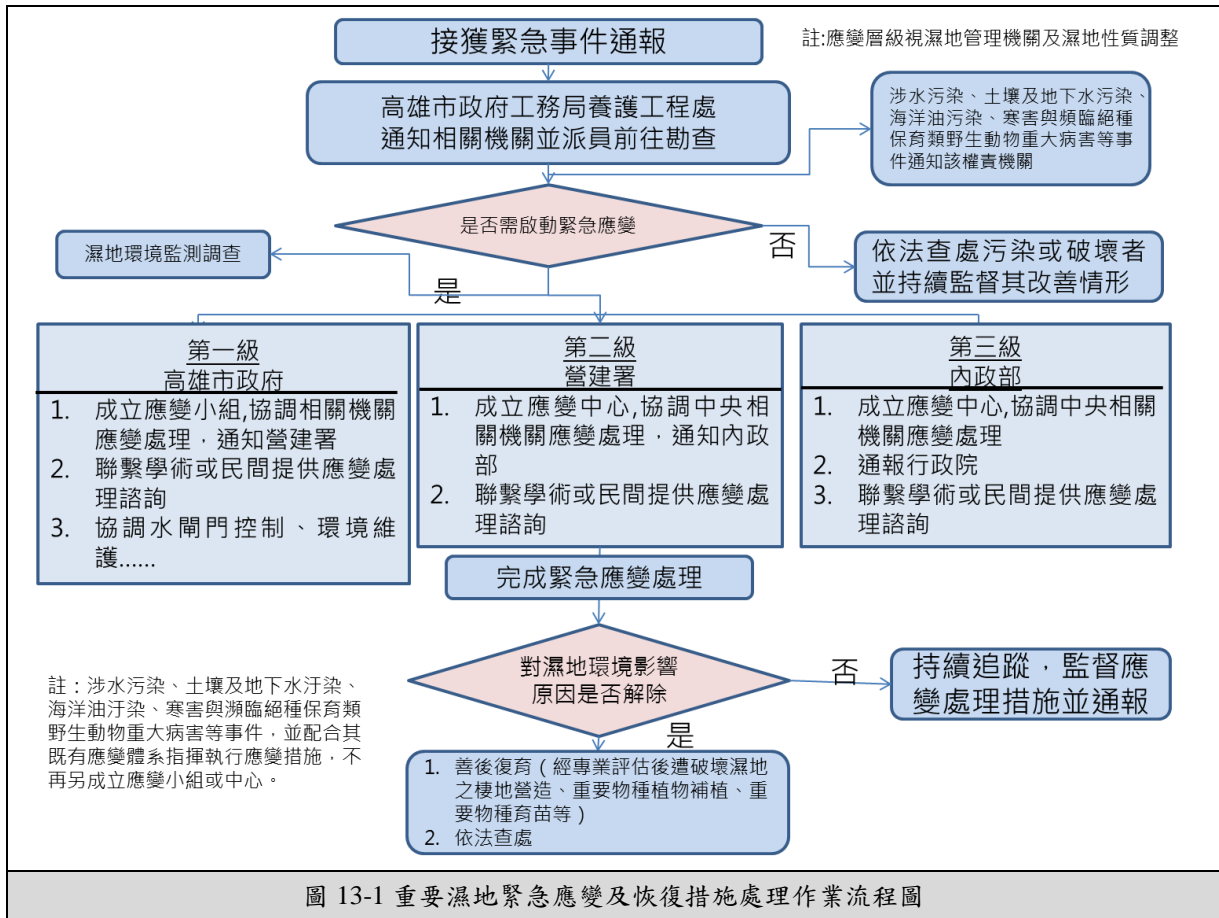 接獲緊急事件通報
註:應變層級視濕地管理機關及濕地性質調整
高雄市政府工務局養護工程處
通知相關機關並派員前往勘查
涉水污染、土壤及地下水污染、
海洋油污染、寒害與頻臨絕種
保育類野生動物重大病害等事
件通知該權責機關
是否需啟動緊急應變
濕地環境監測調查
否
依法查處污染或破壞者
並持續監督其改善情形
是
第一級
高雄市政府
1. 成立應變小組,協調相關機關
應變處理，通知營建署
2. 聯繫學術或民間提供應變處
理諮詢
3. 協調水閘門控制、環境維
護……
第二級
營建署
1. 成立應變中心,協調中央相
關機關應變處理，通知內政
部
2. 聯繫學術或民間提供應變處
理諮詢
第三級
內政部
1. 成立應變中心,協調中央相關
機關應變處理
2. 通報行政院
3. 聯繫學術或民間提供應變處
理諮詢
完成緊急應變處理
對濕地環境影響
原因是否解除
否
持續追蹤，監督應
變處理措施並通報
註：涉水污染、土壤及地下水汙染、
海洋油汙染、寒害與瀕臨絕種保育類
野生動物重大病害等事件，並配合其
既有應變體系指揮執行應變措施，不
再另成立應變小組或中心。
是
1. 善後復育（經專業評估後遭破壞濕地
之棲地營造、重要物種植物補植、重
要物種育苗等）
2. 依法查處
圖 13-1 重要濕地緊急應變及恢復措施處理作業流程圖